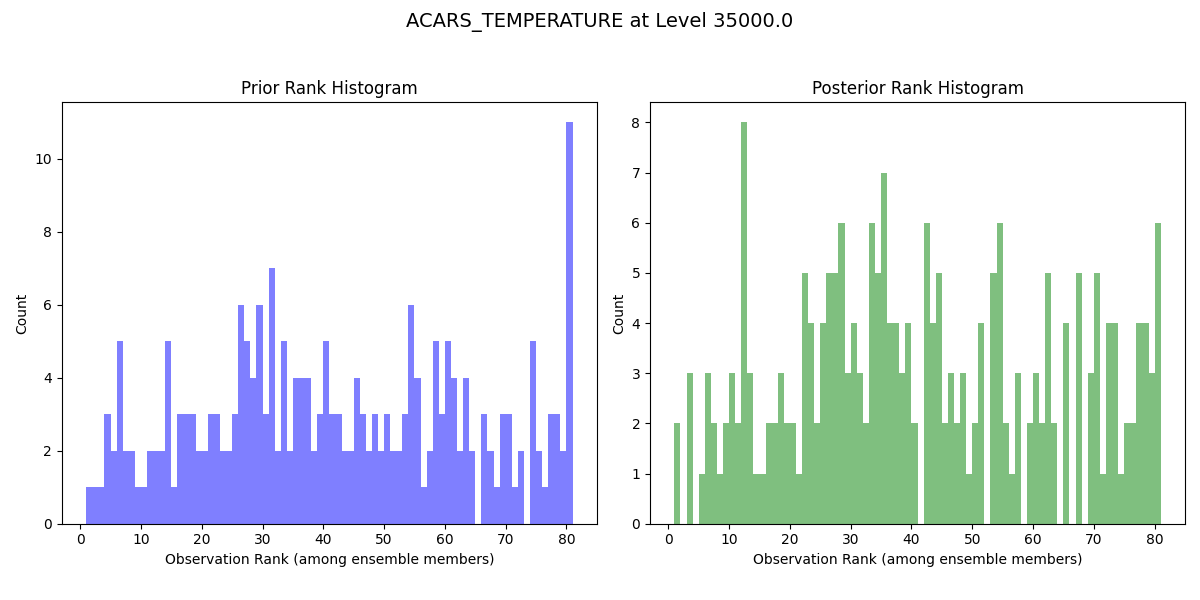 ACARS_TEMPERATURE at Level 35000.0
Prior Rank Histogram
Count
10
8
6
4
2
0
0 10 20 30 40 50 60 70 80
Observation Rank (among ensemble members)
Posterior Rank Histogram
Count
8
7
6
5
4
3
2
1
0
0 10 20 30 40 50 60 70 80
Observation Rank (among ensemble members)